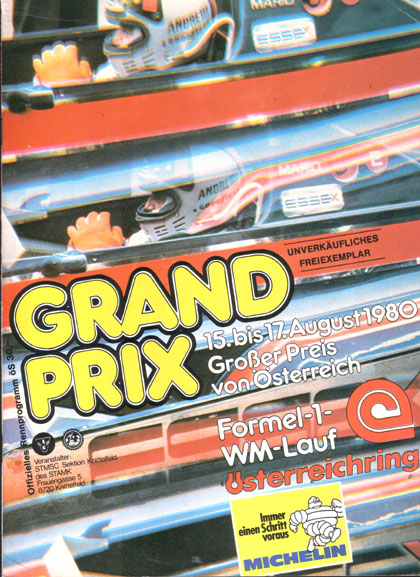 MARIO
ANDRETTI
ESSEX
MARIO
ANDRE
ESSEX
UNVERKÄUFLICHES
FREIEXEMPLAR
GRAND
PRIX
15. bis 17. August 1980
Großer Preis
von Österreich
Formel-1-
WM-Lauf
Österreichring
Offizielles Rennprogramm öS 30,-
Veranstalter:
STMSC Sektion Knittelfeld
des STAMK
Frauengasse 5
8720 Knittelfeld
Immer
einen Schritt
voraus
MICHELIN